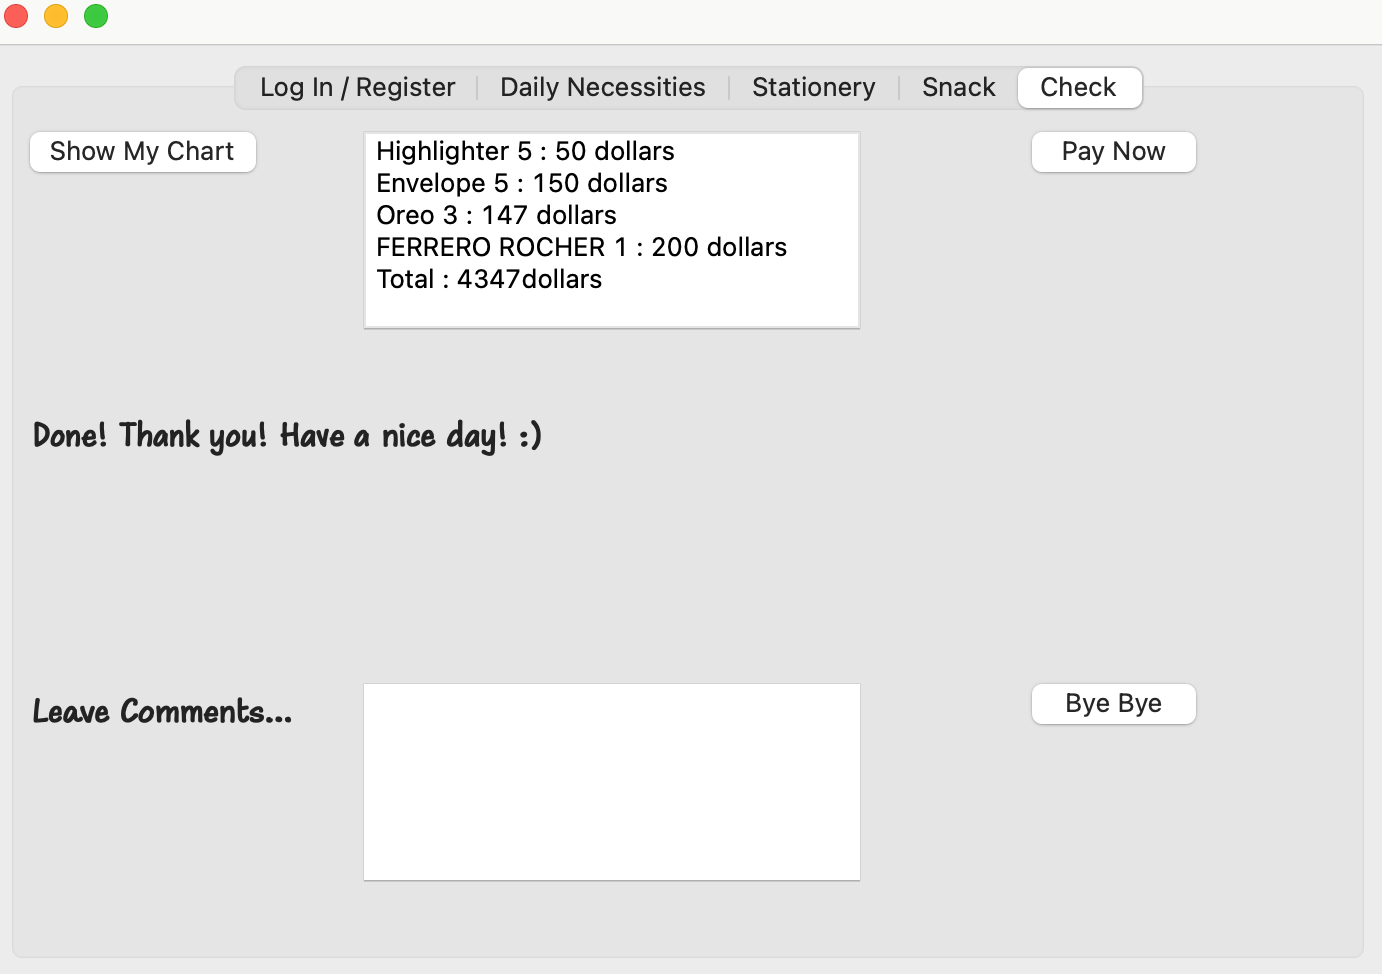 Log In / Register
Daily Necessities
Stationery
Snack
Check
Show My Chart
Highlighter 5 : 50 dollars
Envelope 5 : 150 dollars
Oreo 3 : 147 dollars
FERRERO ROCHER 1 : 200 dollars
Total : 4347dollars
Pay Now
Done! Thank you! Have a nice day! :)
Leave Comments...
Bye Bye